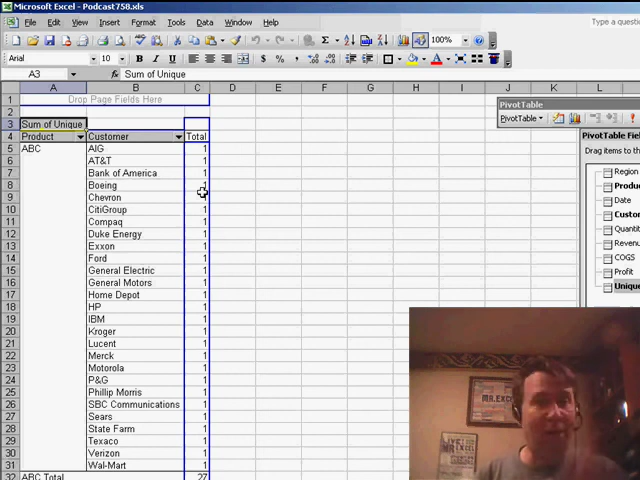 Microsoft Excel - Podcast758.xls
File Edit View Insert Format Tools Data Window Help
Type a question
Arial 10 B I U
100%
A3 Sum of Unique
A B C D E F G H I J K L
1 Drop Page Fields Here
2
3 Sum of Unique
4 Product Customer Total
5 ABC AIG 1
6 AT&T 1
7 Bank of America 1
8 Boeing 1
9 Chevron
10 CitiGroup 1
11 Compaq 1
12 Duke Energy 1
13 Exxon 1
14 Ford 1
15 General Electric 1
16 General Motors 1
17 Home Depot 1
18 HP 1
19 IBM 1
20 Kroger 1
21 Lucent 1
22 Merck 1
23 Motorola 1
24 P&G 1
25 Phillip Morris 1
26 SBC Communications 1
27 Sears 1
28 State Farm 1
29 Texaco 1
30 Verizon 1
31 Wal-Mart 1
32 ABC Total 27
PivotTable
PivotTable
PivotTable Fiel
Drag items to th
Region
Produ
Date
Custom
Quantit
Revenu
COGS
Profit
Unique
MR.EXCEL